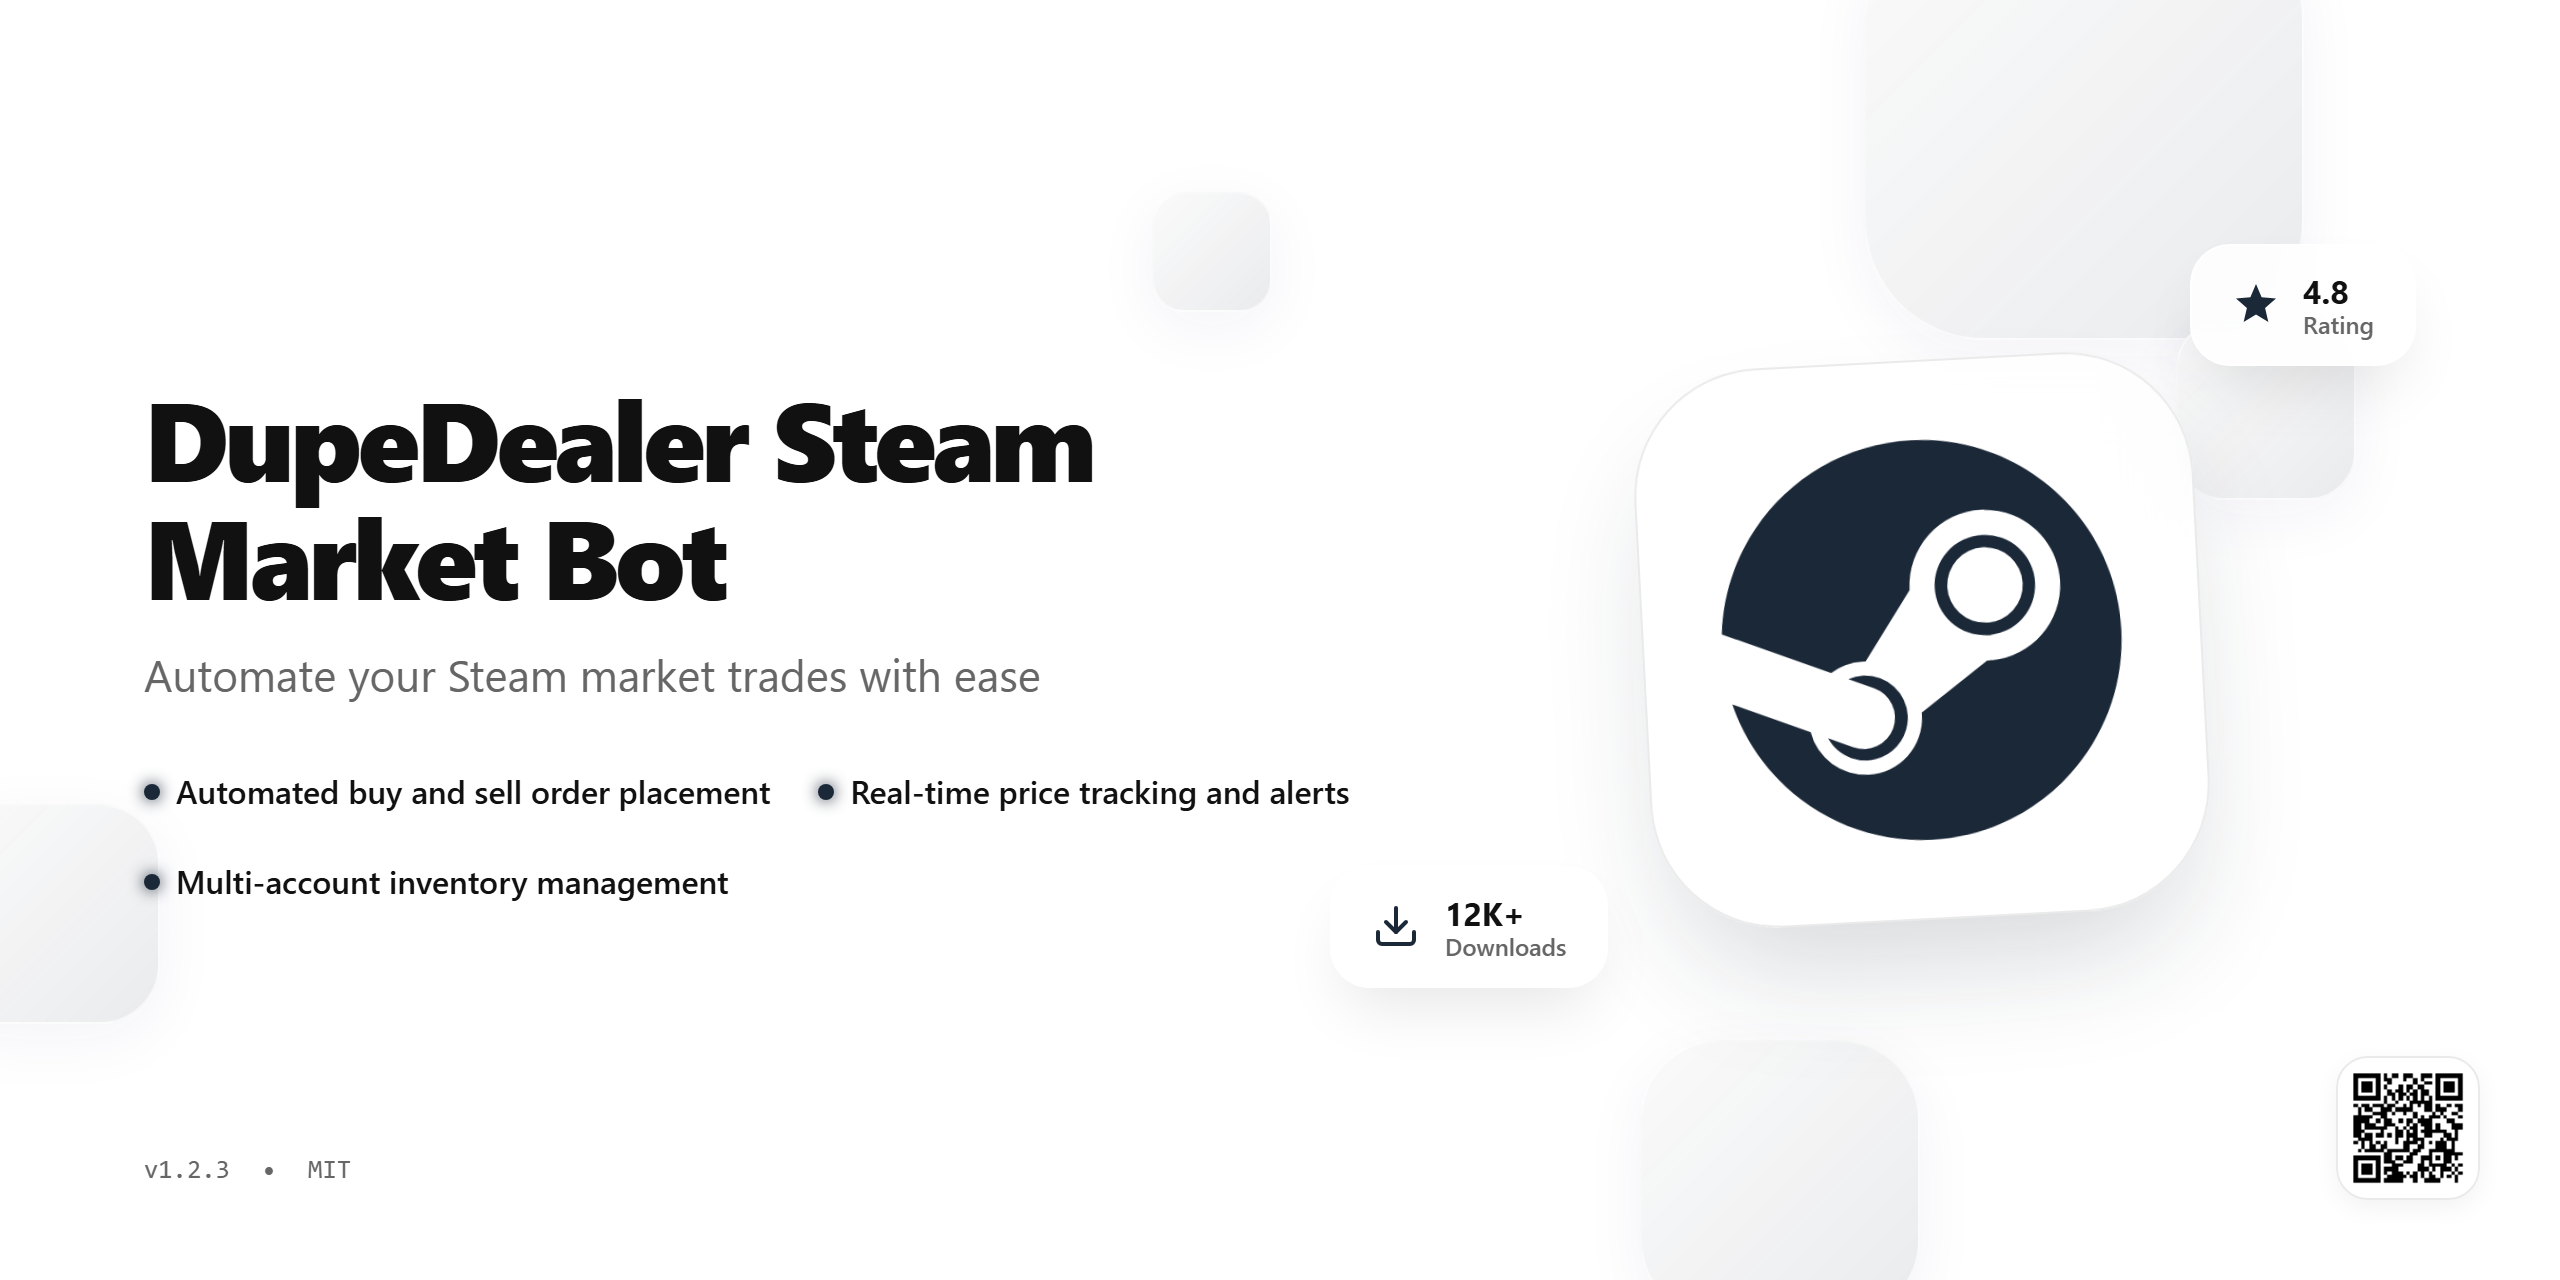 DupeDealer Steam
Market Bot
Automate your Steam market trades with ease
Automated buy and sell order placement
Real-time price tracking and alerts
Multi-account inventory management
4.8
Rating
12K+
Downloads
v1.2.3 • MIT